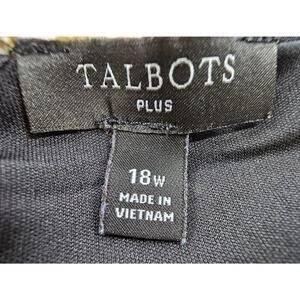 TALBOTS
PLUS
18W
MADE IN
VIETNAM